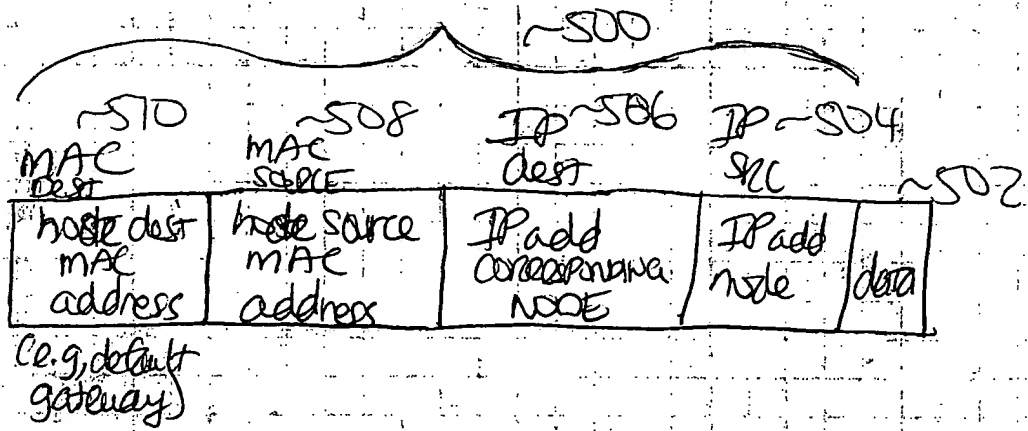 ~500
~510 ~508 ~506 ~504
MAC MAC IP IP
DEST SOURCE dest SRC ~502
node dest node source IP add IP add data
MAC MAC CORRESPONDING node
address address NODE
(e.g, default
gateway)